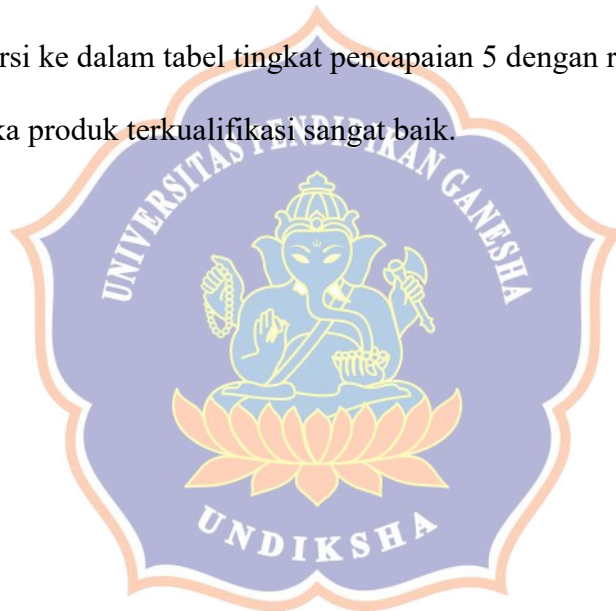 rsi ke dalam tabel tingkat pencapaian 5 dengan r
ka produk terkualifikasi sangat baik.
UNIVERSITAS PENDIDIKAN GANESHA
UNDIKSHA